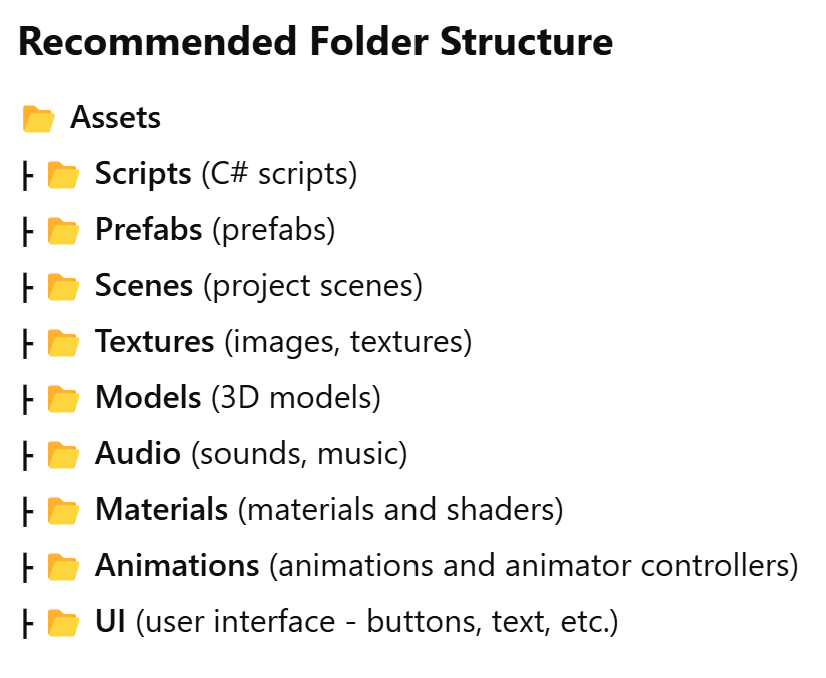 Recommended Folder Structure
📂 Assets
┣ 📂 Scripts (C# scripts)
┣ 📂 Prefabs (prefabs)
┣ 📂 Scenes (project scenes)
┣ 📂 Textures (images, textures)
┣ 📂 Models (3D models)
┣ 📂 Audio (sounds, music)
┣ 📂 Materials (materials and shaders)
┣ 📂 Animations (animations and animator controllers)
┣ 📂 UI (user interface - buttons, text, etc.)